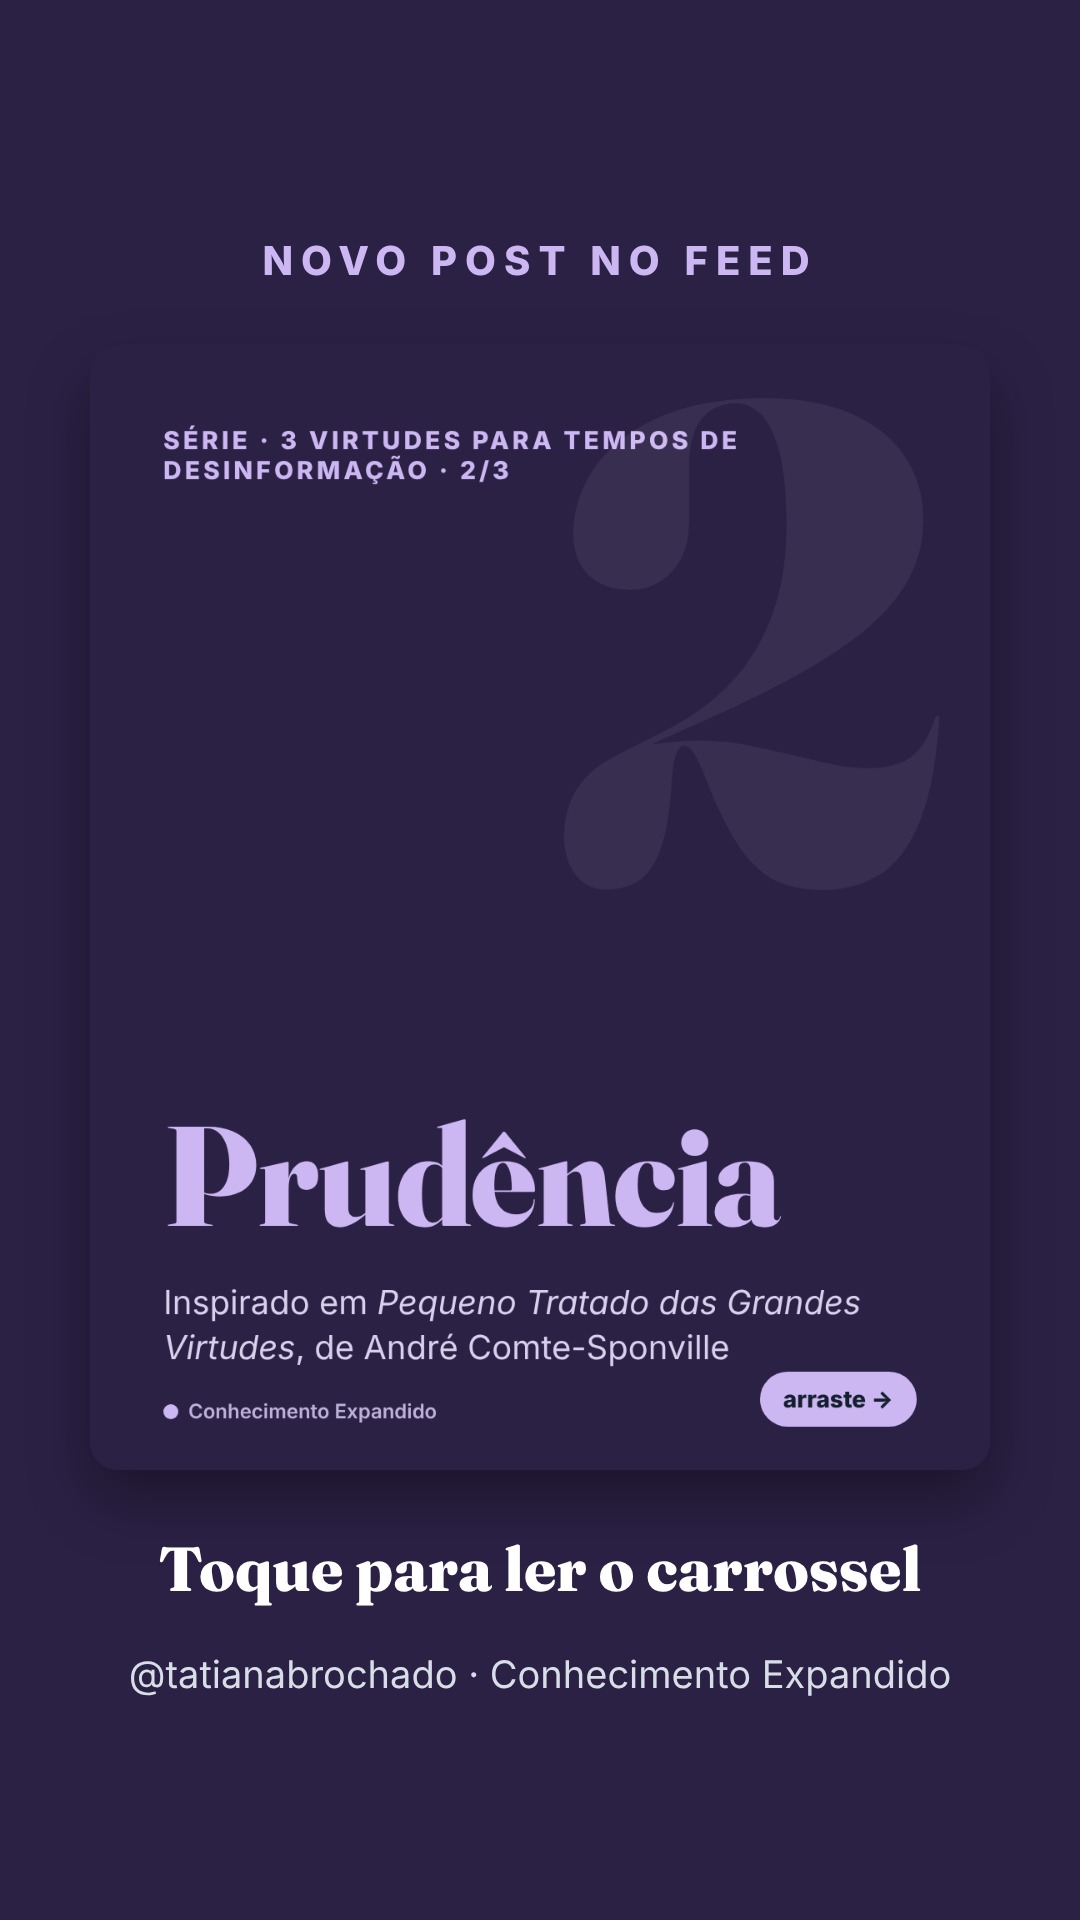 NOVO POST NO FEED
SÉRIE · 3 VIRTUDES PARA TEMPOS DE
DESINFORMAÇÃO · 2/3
2
Prudência
Inspirado em Pequeno Tratado das Grandes
Virtudes, de André Comte-Sponville
Conhecimento Expandido
arraste →
Toque para ler o carrossel
@tatianabrochado · Conhecimento Expandido